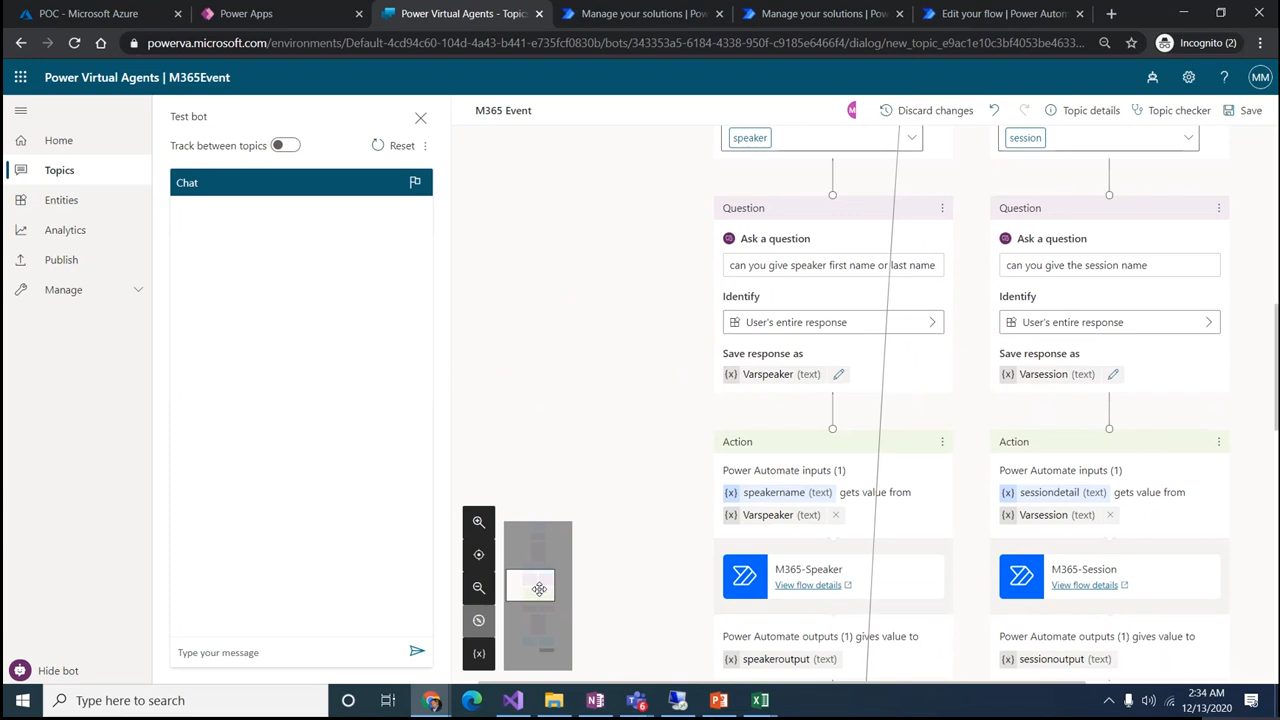 POC - Microsoft Azure
Power Apps
Power Virtual Agents - Topics
Manage your solutions | Pow
Manage your solutions | Pow
Edit your flow | Power Autom
powerva.microsoft.com/environments/Default-4cd94c60-104d-4a43-b441-e735fcf0830b/bots/343353a5-6184-4338-950f-c9185e6466f4/dialog/new_topic_e9ac1e10c3bf4053be4633...
Incognito (2)
Power Virtual Agents | M365Event
MM
Home
Topics
Entities
Analytics
Publish
Manage
Hide bot
Test bot
Track between topics
Reset
Chat
Type your message
M365 Event
Discard changes
Topic details
Topic checker
Save
speaker
session
Question
Question
Ask a question
Ask a question
can you give speaker first name or last name
can you give the session name
Identify
Identify
User's entire response
User's entire response
Save response as
Save response as
{x} Varspeaker (text)
{x} Varsession (text)
Action
Action
Power Automate inputs (1)
Power Automate inputs (1)
{x} speakername (text) gets value from
{x} sessiondetail (text) gets value from
{x} Varspeaker (text)
{x} Varsession (text)
M365-Speaker
View flow details
M365-Session
View flow details
Power Automate outputs (1) gives value to
Power Automate outputs (1) gives value to
{x} speakeroutput (text)
{x} sessionoutput (text)
{x}
Type here to search
2:34 AM
12/13/2020